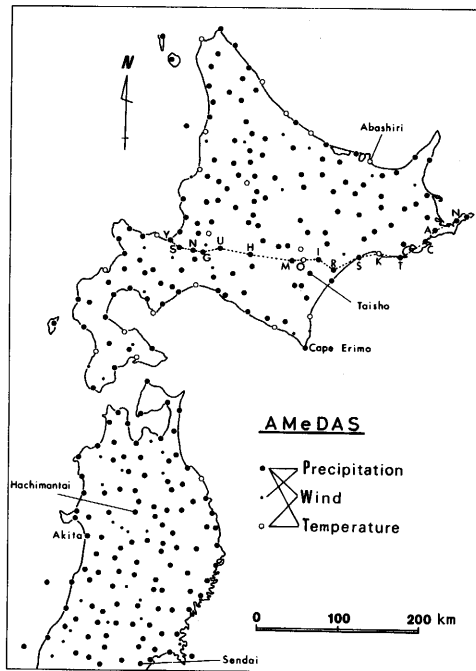 N
Abashiri
N
A
C
Y
S
N
G
U
H
M
O
I
R
S
K
T
Taisho
Cape Erimo
AMeDAS
Precipitation
Wind
Temperature
Hachimantai
Akita
Sendai
0 100 200 km